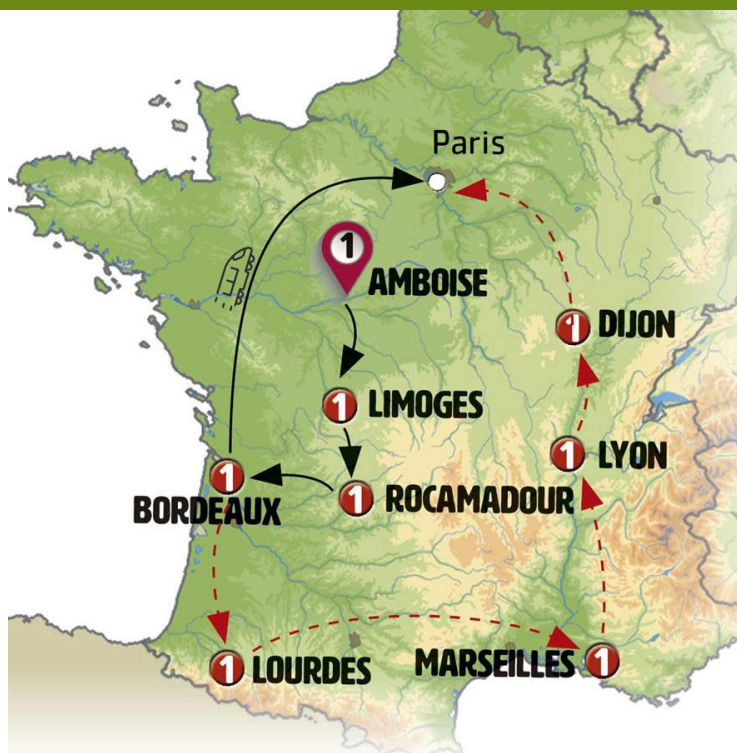 Paris
1
AMBOISE
1 DIJON
1 LIMOGES
1 LYON
1
BORDEAUX
1 ROCAMADOUR
1 LOURDES
MARSEILLES 1